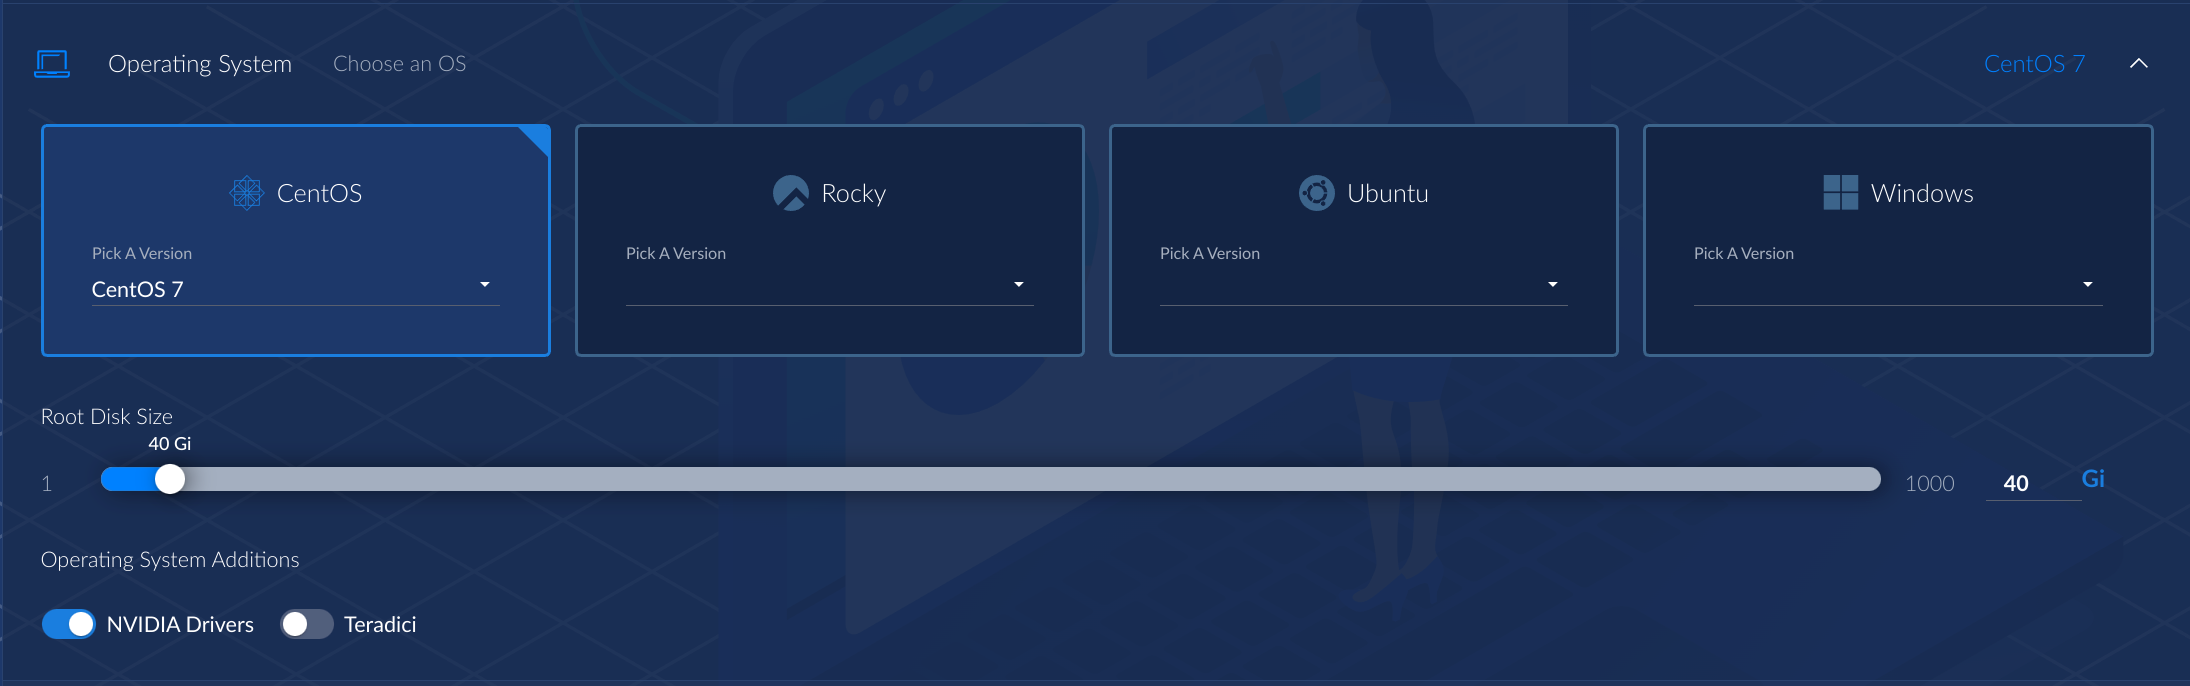 Operating System Choose an OS CentOS 7
CentOS Rocky Ubuntu Windows
Pick A Version Pick A Version Pick A Version Pick A Version
CentOS 7
Root Disk Size
40 Gi
1 1000 40 Gi
Operating System Additions
NVIDIA Drivers Teradici